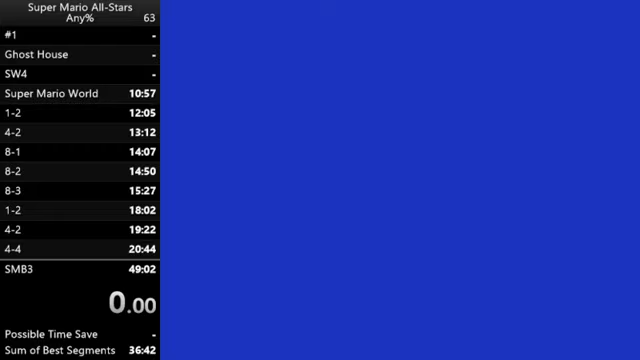 Super Mario All-Stars
Any% 63
#1 -
Ghost House -
SW4 -
Super Mario World 10:57
1-2 12:05
4-2 13:12
8-1 14:07
8-2 14:50
8-3 15:27
1-2 18:02
4-2 19:22
4-4 20:44
SMB3 49:02
0.00
Possible Time Save -
Sum of Best Segments 36:42